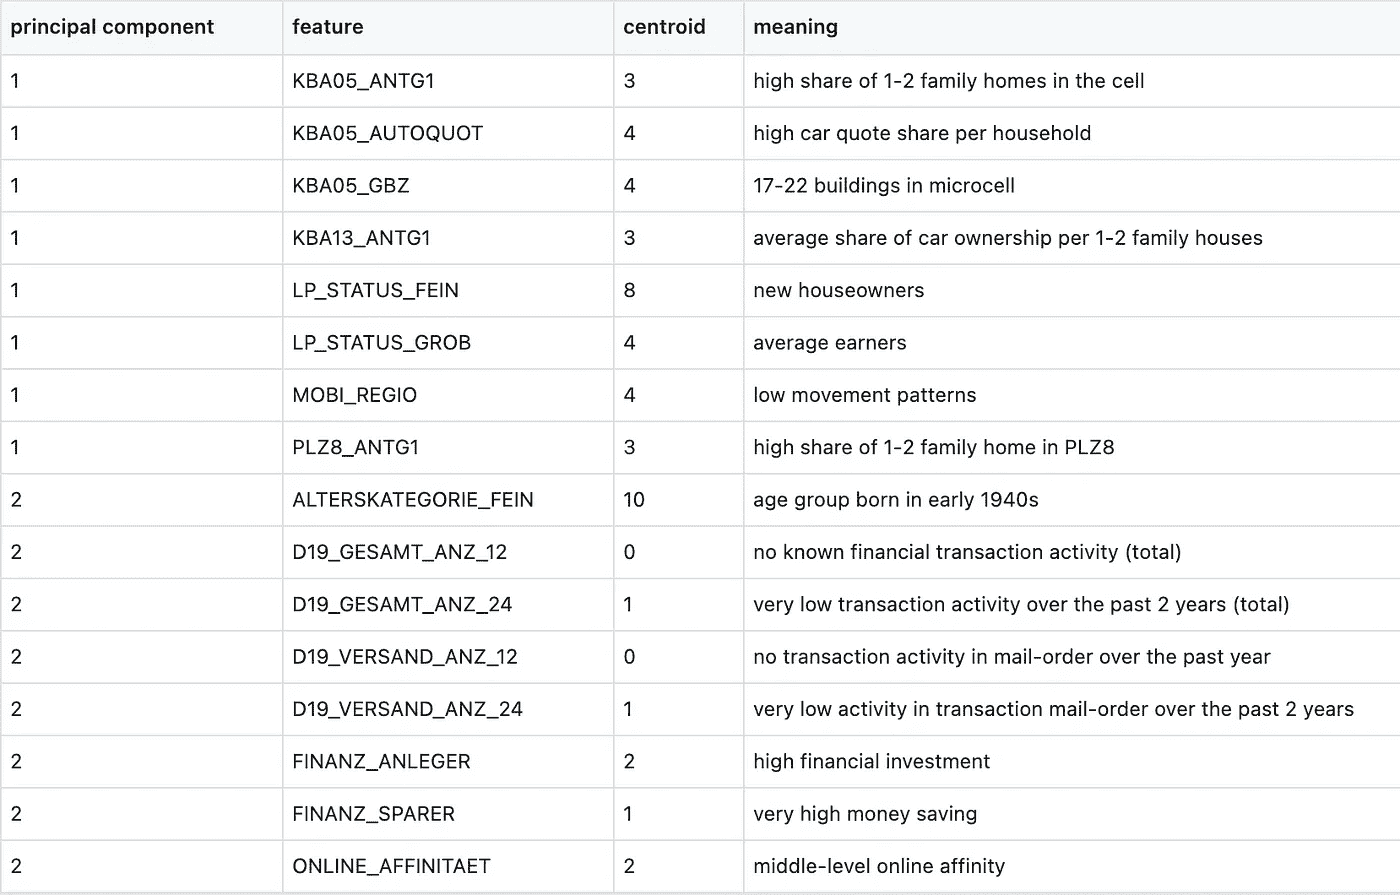 principal component feature centroid meaning
1 KBA05_ANTG1 3 high share of 1-2 family homes in the cell
1 KBA05_AUTOQUOT 4 high car quote share per household
1 KBA05_GBZ 4 17-22 buildings in microcell
1 KBA13_ANTG1 3 average share of car ownership per 1-2 family houses
1 LP_STATUS_FEIN 8 new houseowners
1 LP_STATUS_GROB 4 average earners
1 MOBI_REGIO 4 low movement patterns
1 PLZ8_ANTG1 3 high share of 1-2 family home in PLZ8
2 ALTERSKATEGORIE_FEIN 10 age group born in early 1940s
2 D19_GESAMT_ANZ_12 0 no known financial transaction activity (total)
2 D19_GESAMT_ANZ_24 1 very low transaction activity over the past 2 years (total)
2 D19_VERSAND_ANZ_12 0 no transaction activity in mail-order over the past year
2 D19_VERSAND_ANZ_24 1 very low activity in transaction mail-order over the past 2 years
2 FINANZ_ANLEGER 2 high financial investment
2 FINANZ_SPARER 1 very high money saving
2 ONLINE_AFFINITAET 2 middle-level online affinity